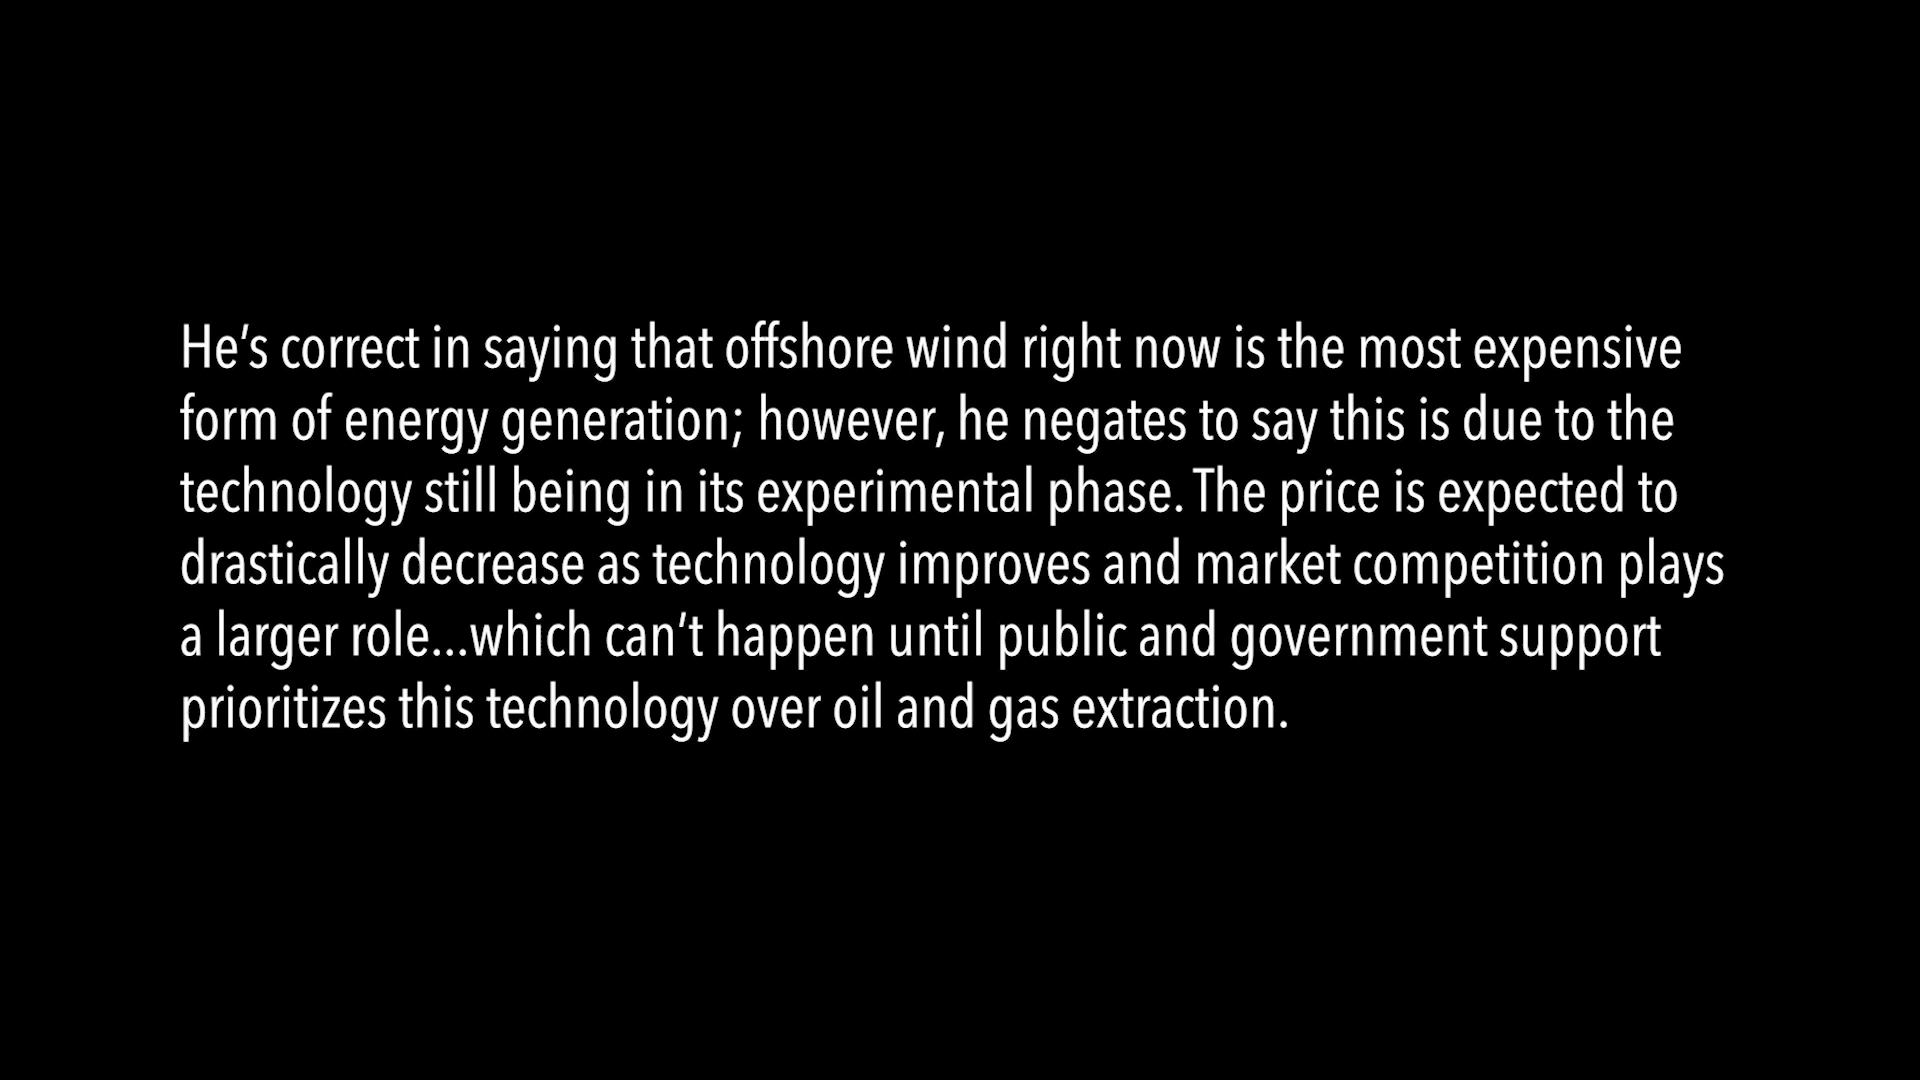 He’s correct in saying that offshore wind right now is the most expensive
form of energy generation; however, he negates to say this is due to the
technology still being in its experimental phase. The price is expected to
drastically decrease as technology improves and market competition plays
a larger role...which can’t happen until public and government support
prioritizes this technology over oil and gas extraction.